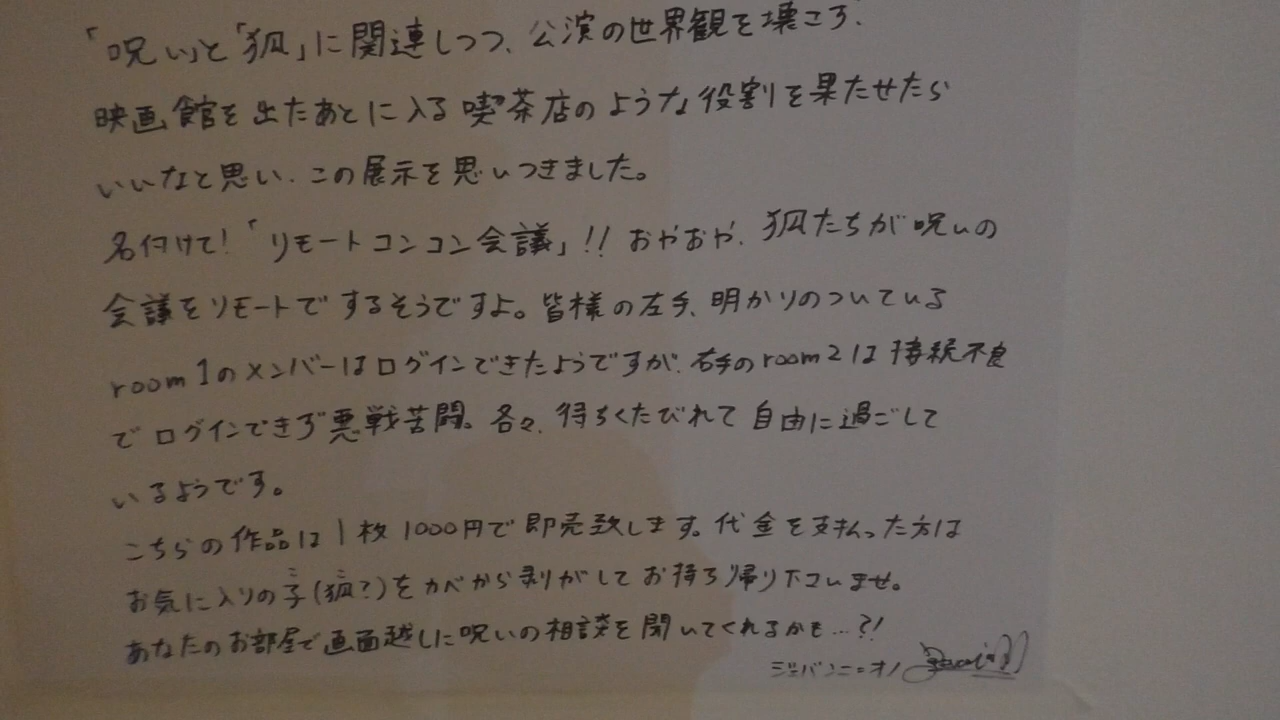 「呪い」と「狐」に関連しつつ、公演の世界観を壊さず、
映画館を出たあとに入る喫茶店のような役割を果たせたら
いいなと思い、この展示を思いつきました。
名付けて!「リモートコンコン会議」!! おやおや、狐たちが呪いの
会議をリモートでするそうですよ。皆様の左手、明かりのついている
room1のメンバーはログインできたようですが、右手のroom2は接続不良
でログインできず悪戦苦闘。各々、待ちくたびれて自由に過ごして
いるようです。
こちらの作品は1枚1000円で即売致します。代金を支払った方は
お気に入りの子(狐?)をカベから剥がしてお持ち帰り下さいませ。
あなたのお部屋で画面越しに呪いの相談を聞いてくれるかも…?!
ジェバンニ・オノ